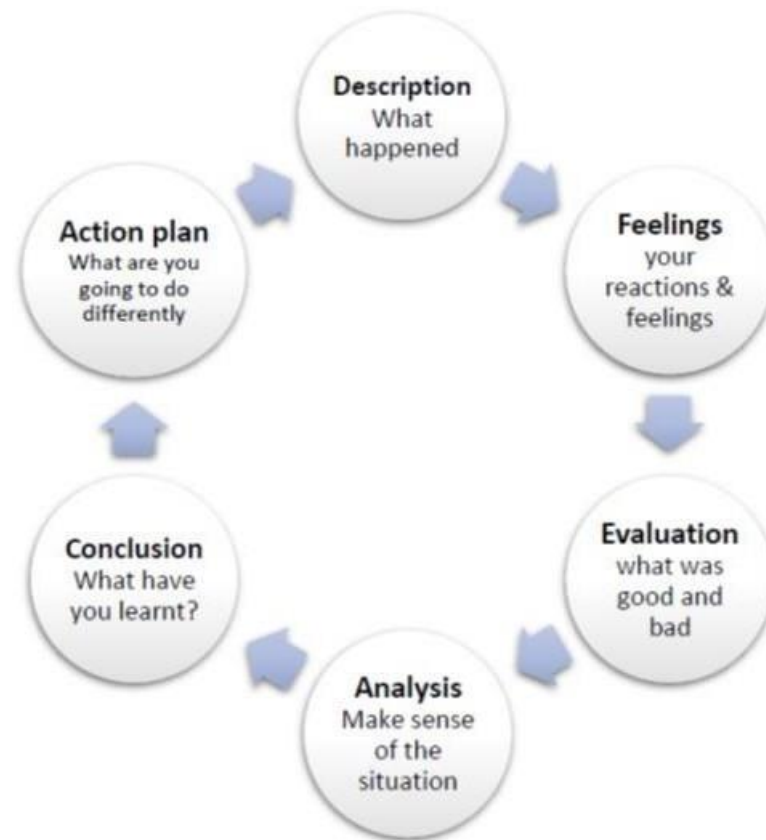 Description
What
happened
Feelings
your
reactions &
feelings
Evaluation
what was
good and
bad
Analysis
Make sense
of the
situation
Conclusion
What have
you learnt?
Action plan
What are you
going to do
differently